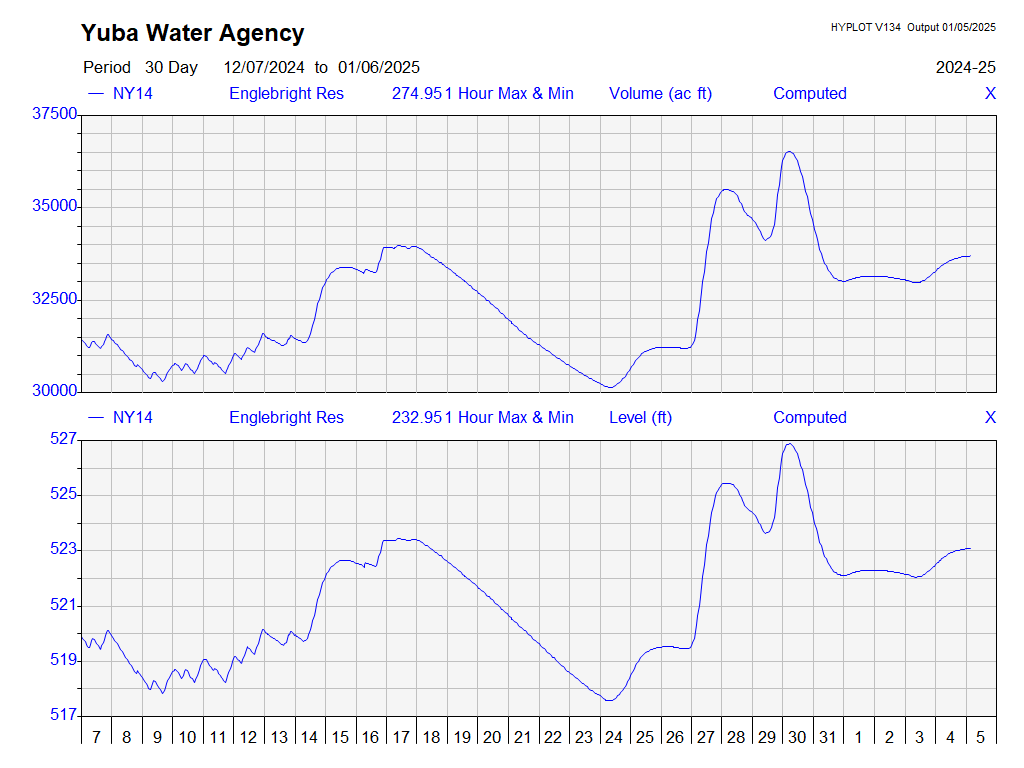 Yuba Water Agency
HYPLOT V134 Output 01/05/2025
Period 30 Day 12/07/2024 to 01/06/2025
2024-25
NY14 Englebright Res 274.951 Hour Max & Min Volume (ac ft) Computed X
37500
35000
32500
30000
NY14 Englebright Res 232.951 Hour Max & Min Level (ft) Computed X
527
525
523
521
519
517
7 8 9 10 11 12 13 14 15 16 17 18 19 20 21 22 23 24 25 26 27 28 29 30 31 1 2 3 4 5